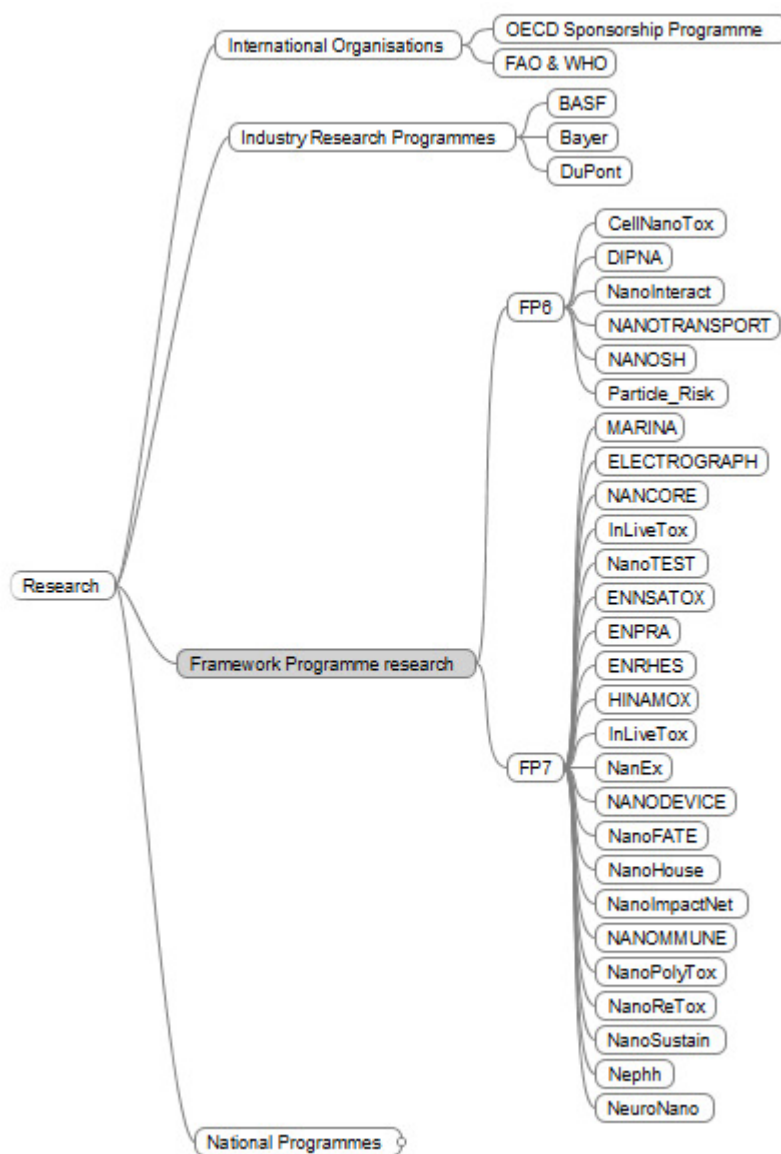 International Organisations
OECD Sponsorship Programme
FAO & WHO
Industry Research Programmes
BASF
Bayer
DuPont
Research
Framework Programme research
FP6
CellNanoTox
DIPNA
NanoInteract
NANOTRANSPORT
NANOSH
Particle_Risk
FP7
MARINA
ELECTROGRAPH
NANCORE
InLiveTox
NanoTEST
ENNSATOX
ENPRA
ENRHES
HINAMOX
InLiveTox
NanEx
NANODEVICE
NanoFATE
NanoHouse
NanoImpactNet
NANOMMUNE
NanoPolyTox
NanoReTox
NanoSustain
Nephh
NeuroNano
National Programmes